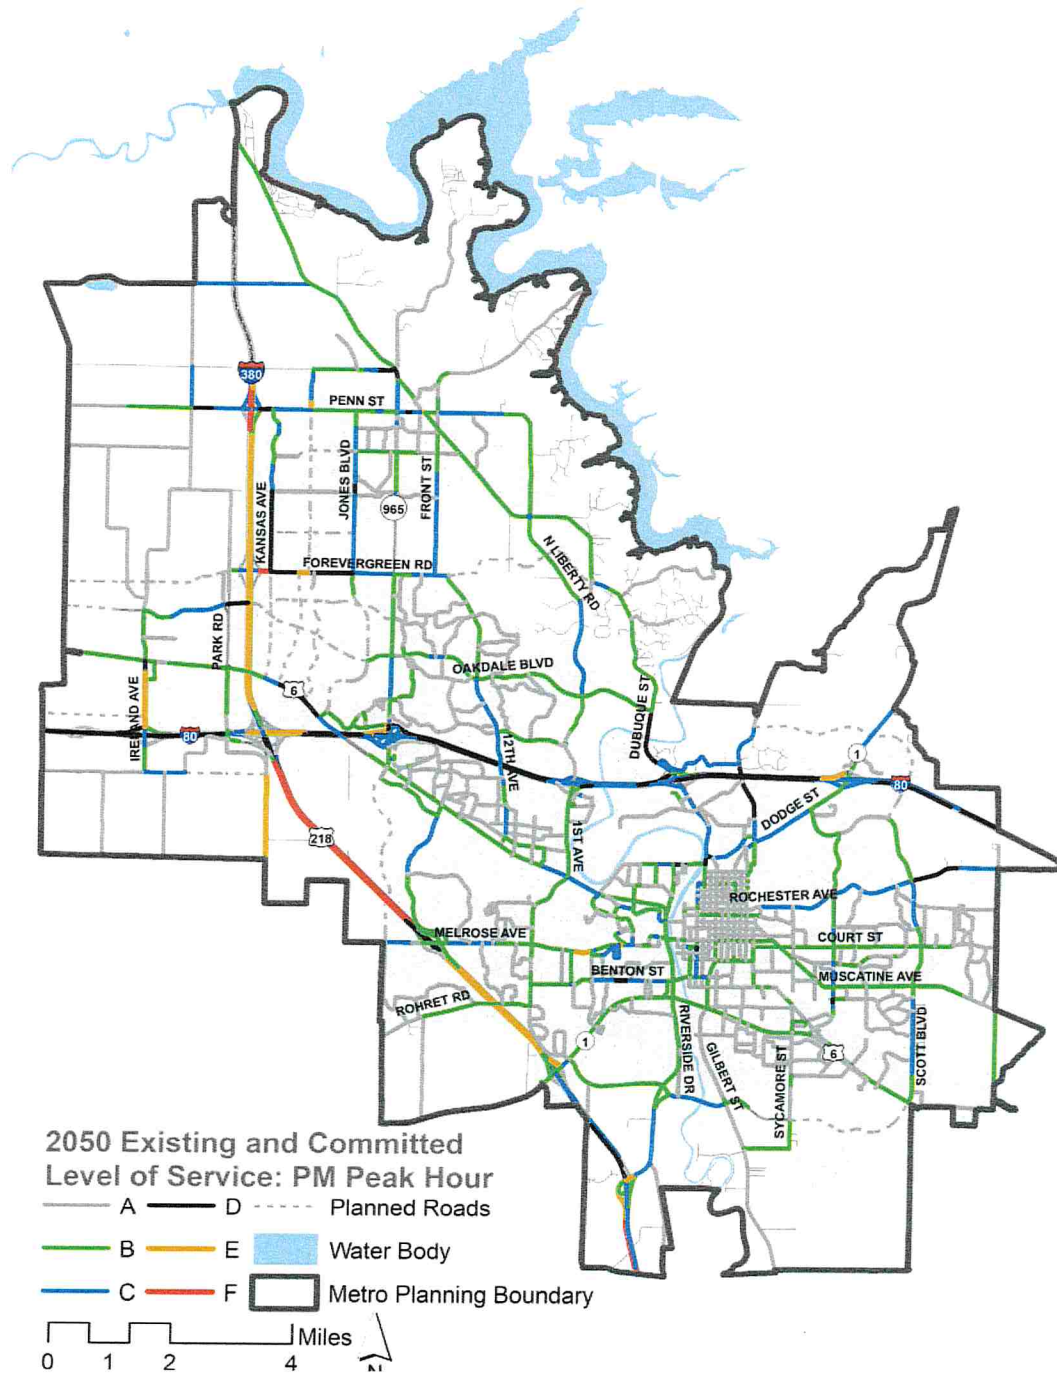 380
PENN ST
KANSAS AVE
JONES BLVD
FRONT ST
965
FOREVERGREEN RD
N LIBERTY RD
PARK RD
OAKDALE BLVD
6
IRELAND AVE
80
DUBUQUE ST
12TH AVE
1
80
DODGE ST
218
1ST AVE
ROCHESTER AVE
MELROSE AVE
COURT ST
BENTON ST
MUSCATINE AVE
ROHRET RD
RIVERSIDE DR
1
GILBERT ST
SYCAMORE ST
6
SCOTT BLVD
2050 Existing and Committed
Level of Service: PM Peak Hour
A D Planned Roads
B E Water Body
C F Metro Planning Boundary
Miles
0 1 2 4
N